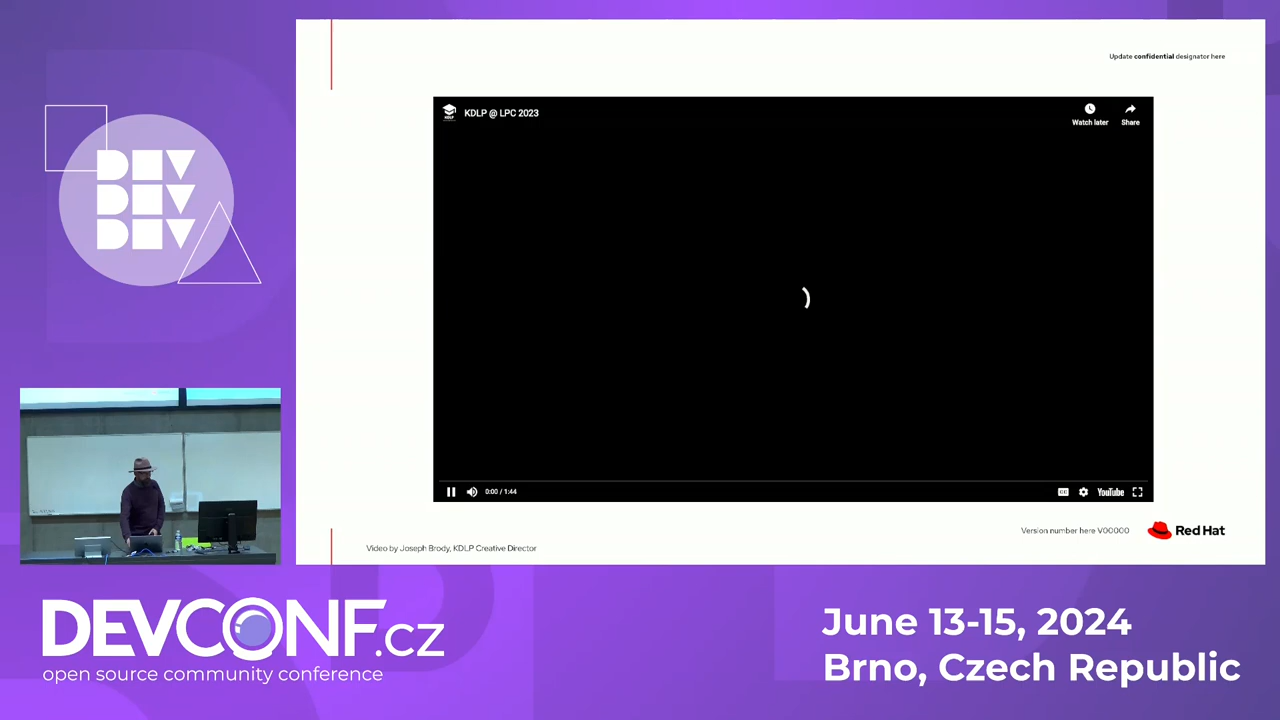 Update confidential designator here
KDLP
KDLP @ LPC 2023
Watch later
Share
0:00 / 1:44
CC
YouTube
Version number here V00000
Red Hat
Video by Joseph Brody, KDLP Creative Director
DEV
DEV
DEV
DEVCONF.cz
open source community conference
June 13-15, 2024
Brno, Czech Republic